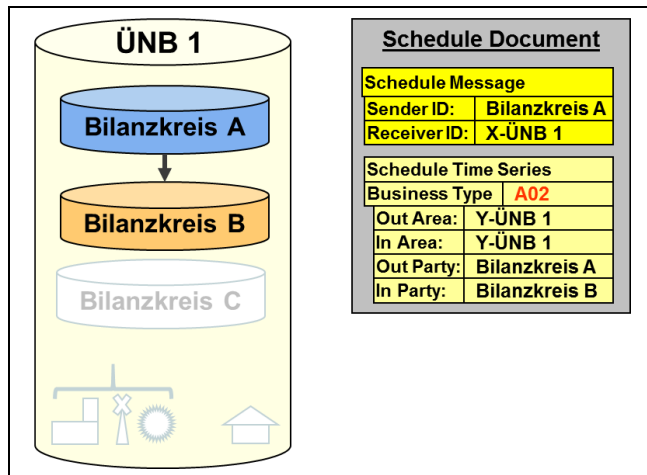 ÜNB 1
Bilanzkreis A
Bilanzkreis B
Bilanzkreis C
Schedule Document
Schedule Message
Sender ID: Bilanzkreis A
Receiver ID: X-ÜNB 1
Schedule Time Series
Business Type A02
Out Area: Y-ÜNB 1
In Area: Y-ÜNB 1
Out Party: Bilanzkreis A
In Party: Bilanzkreis B